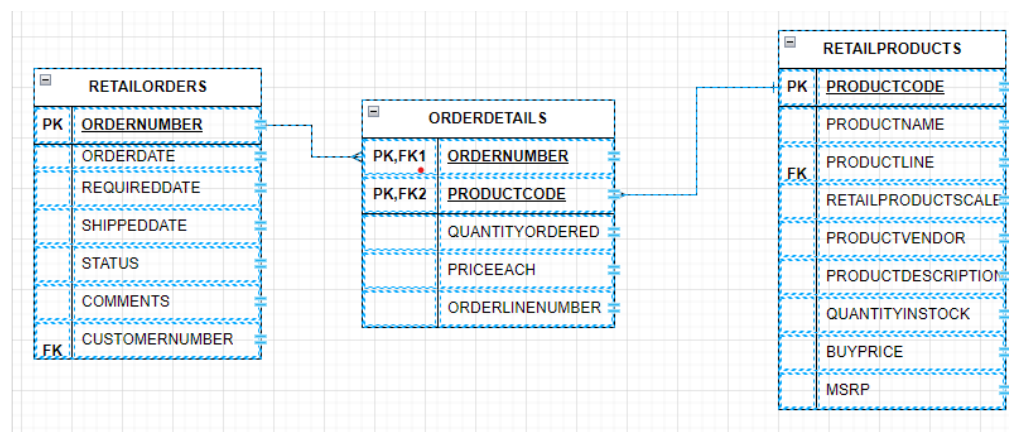 RETAILORDERS
PK ORDERNUMBER
ORDERDATE
REQUIREDDATE
SHIPPEDDATE
STATUS
COMMENTS
FK CUSTOMERNUMBER
ORDERDETAILS
PK,FK1 ORDERNUMBER
PK,FK2 PRODUCTCODE
QUANTITYORDERED
PRICEEACH
ORDERLINENUMBER
RETAILPRODUCTS
PK PRODUCTCODE
PRODUCTNAME
FK PRODUCTLINE
RETAILPRODUCTSCALE
PRODUCTVENDOR
PRODUCTDESCRIPTION
QUANTITYINSTOCK
BUYPRICE
MSRP